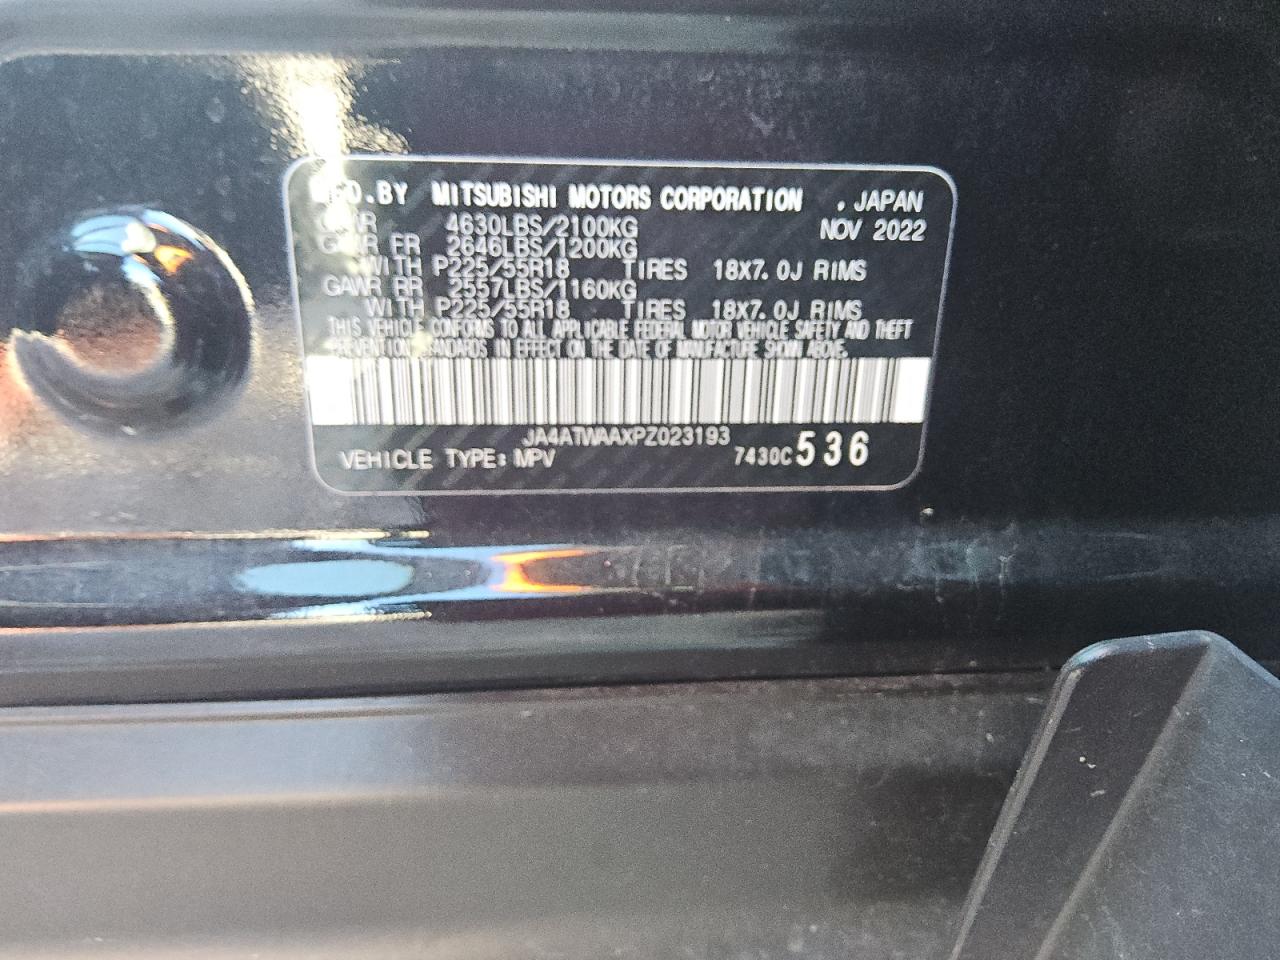 MFD.BY MITSUBISHI MOTORS CORPORATION , JAPAN
GVWR 4630LBS/2100KG NOV 2022
GAWR FR 2646LBS/1200KG
WITH P225/55R18 TIRES 18X7.0J RIMS
GAWR RR 2557LBS/1160KG
WITH P225/55R18 TIRES 18X7.0J RIMS
THIS VEHICLE CONFORMS TO ALL APPLICABLE FEDERAL MOTOR VEHICLE SAFETY AND THEFT
PREVENTION STANDARDS IN EFFECT ON THE DATE OF MANUFACTURE SHOWN ABOVE.
JA4ATWAAXPZ023193
VEHICLE TYPE: MPV 7430C 536